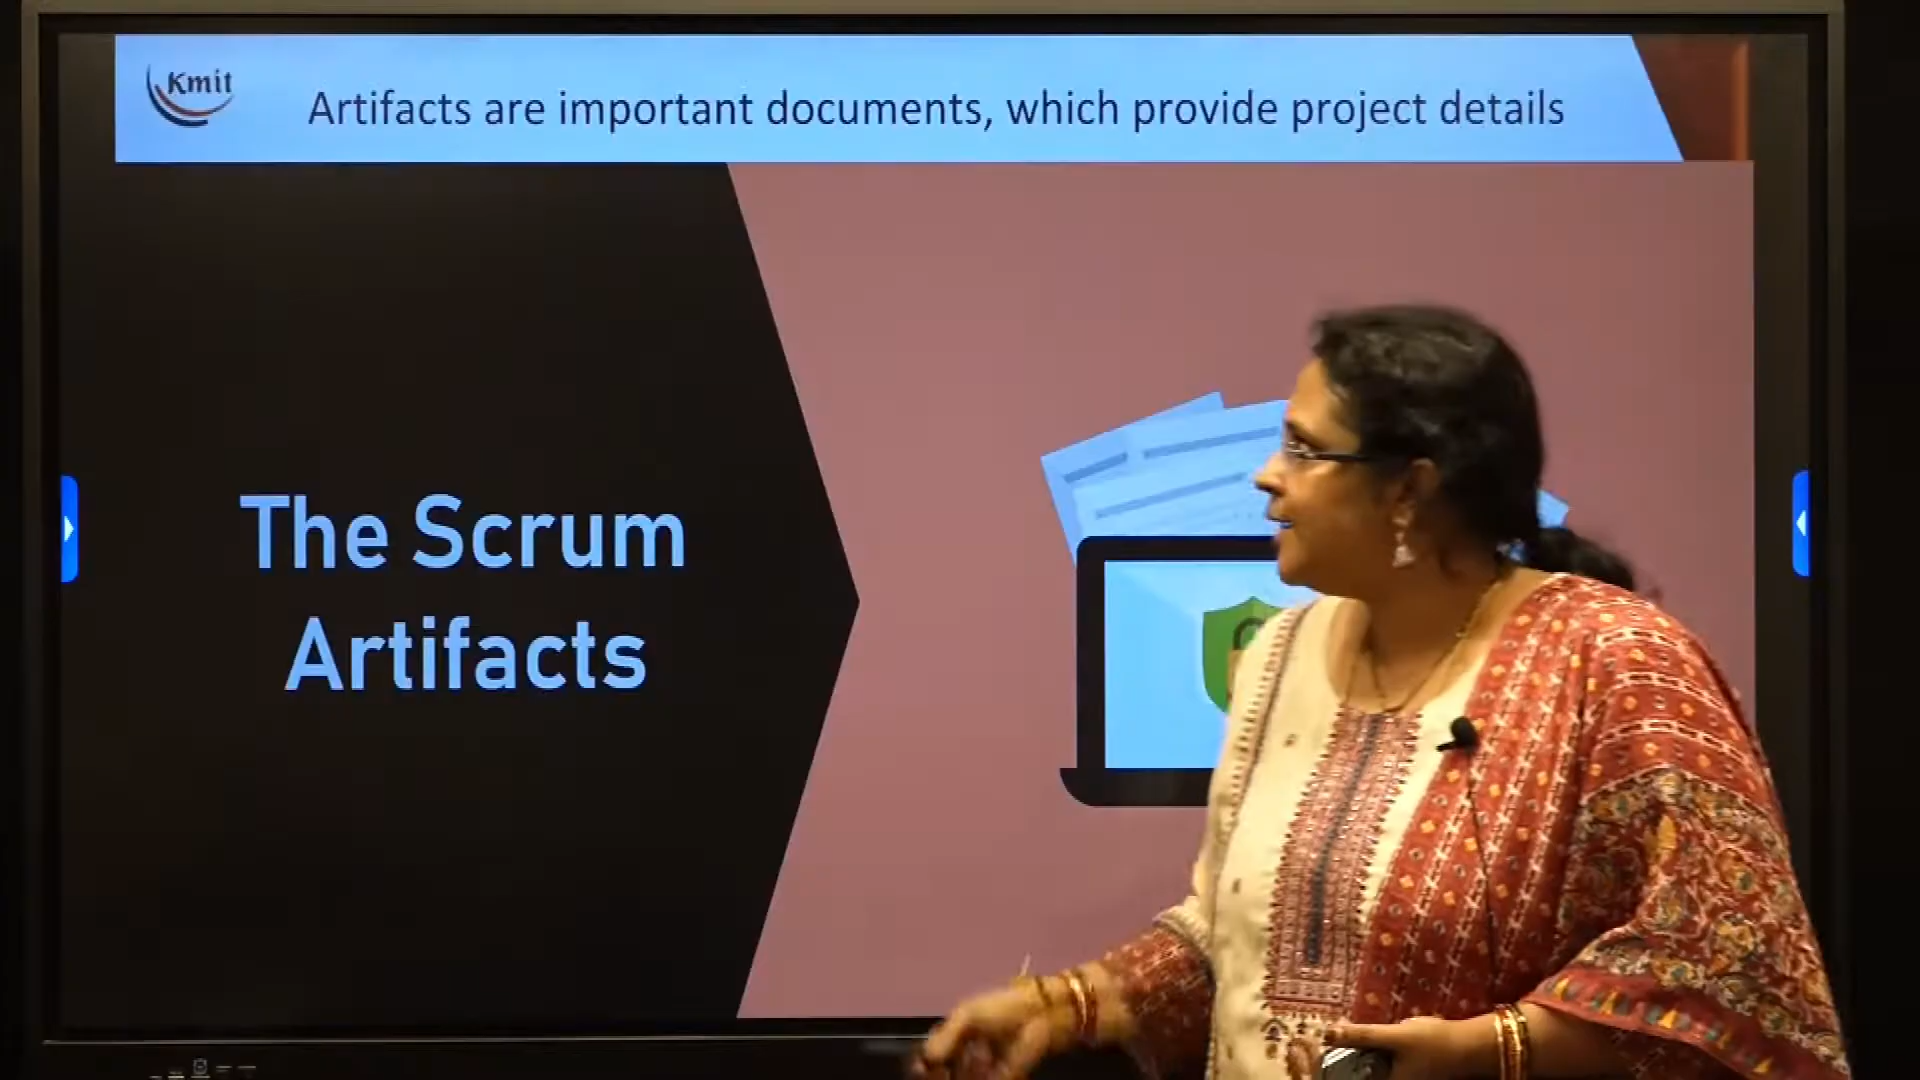 Kmit
Artifacts are important documents, which provide project details
The Scrum
Artifacts